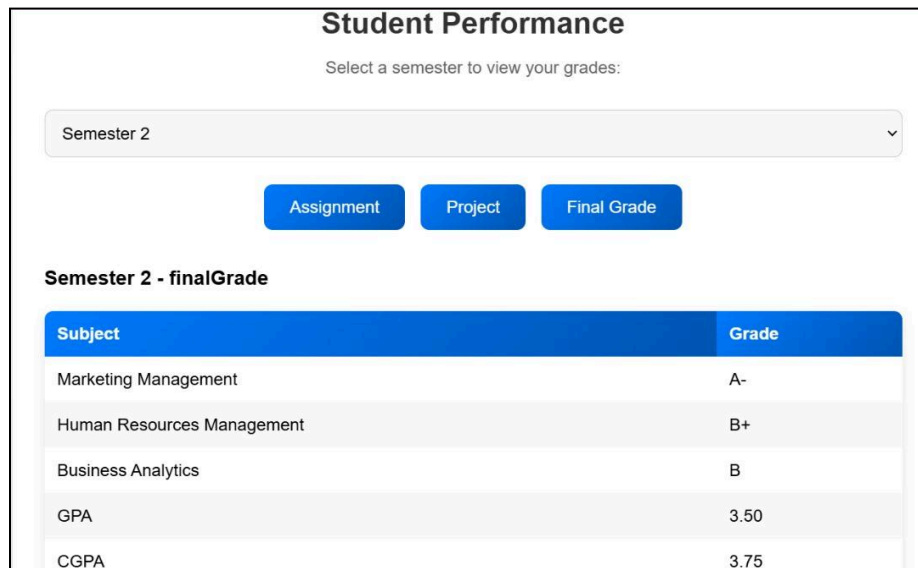 Student Performance
Select a semester to view your grades:
Semester 2
Assignment Project Final Grade
Semester 2 - finalGrade
Subject Grade
Marketing Management A-
Human Resources Management B+
Business Analytics B
GPA 3.50
CGPA 3.75